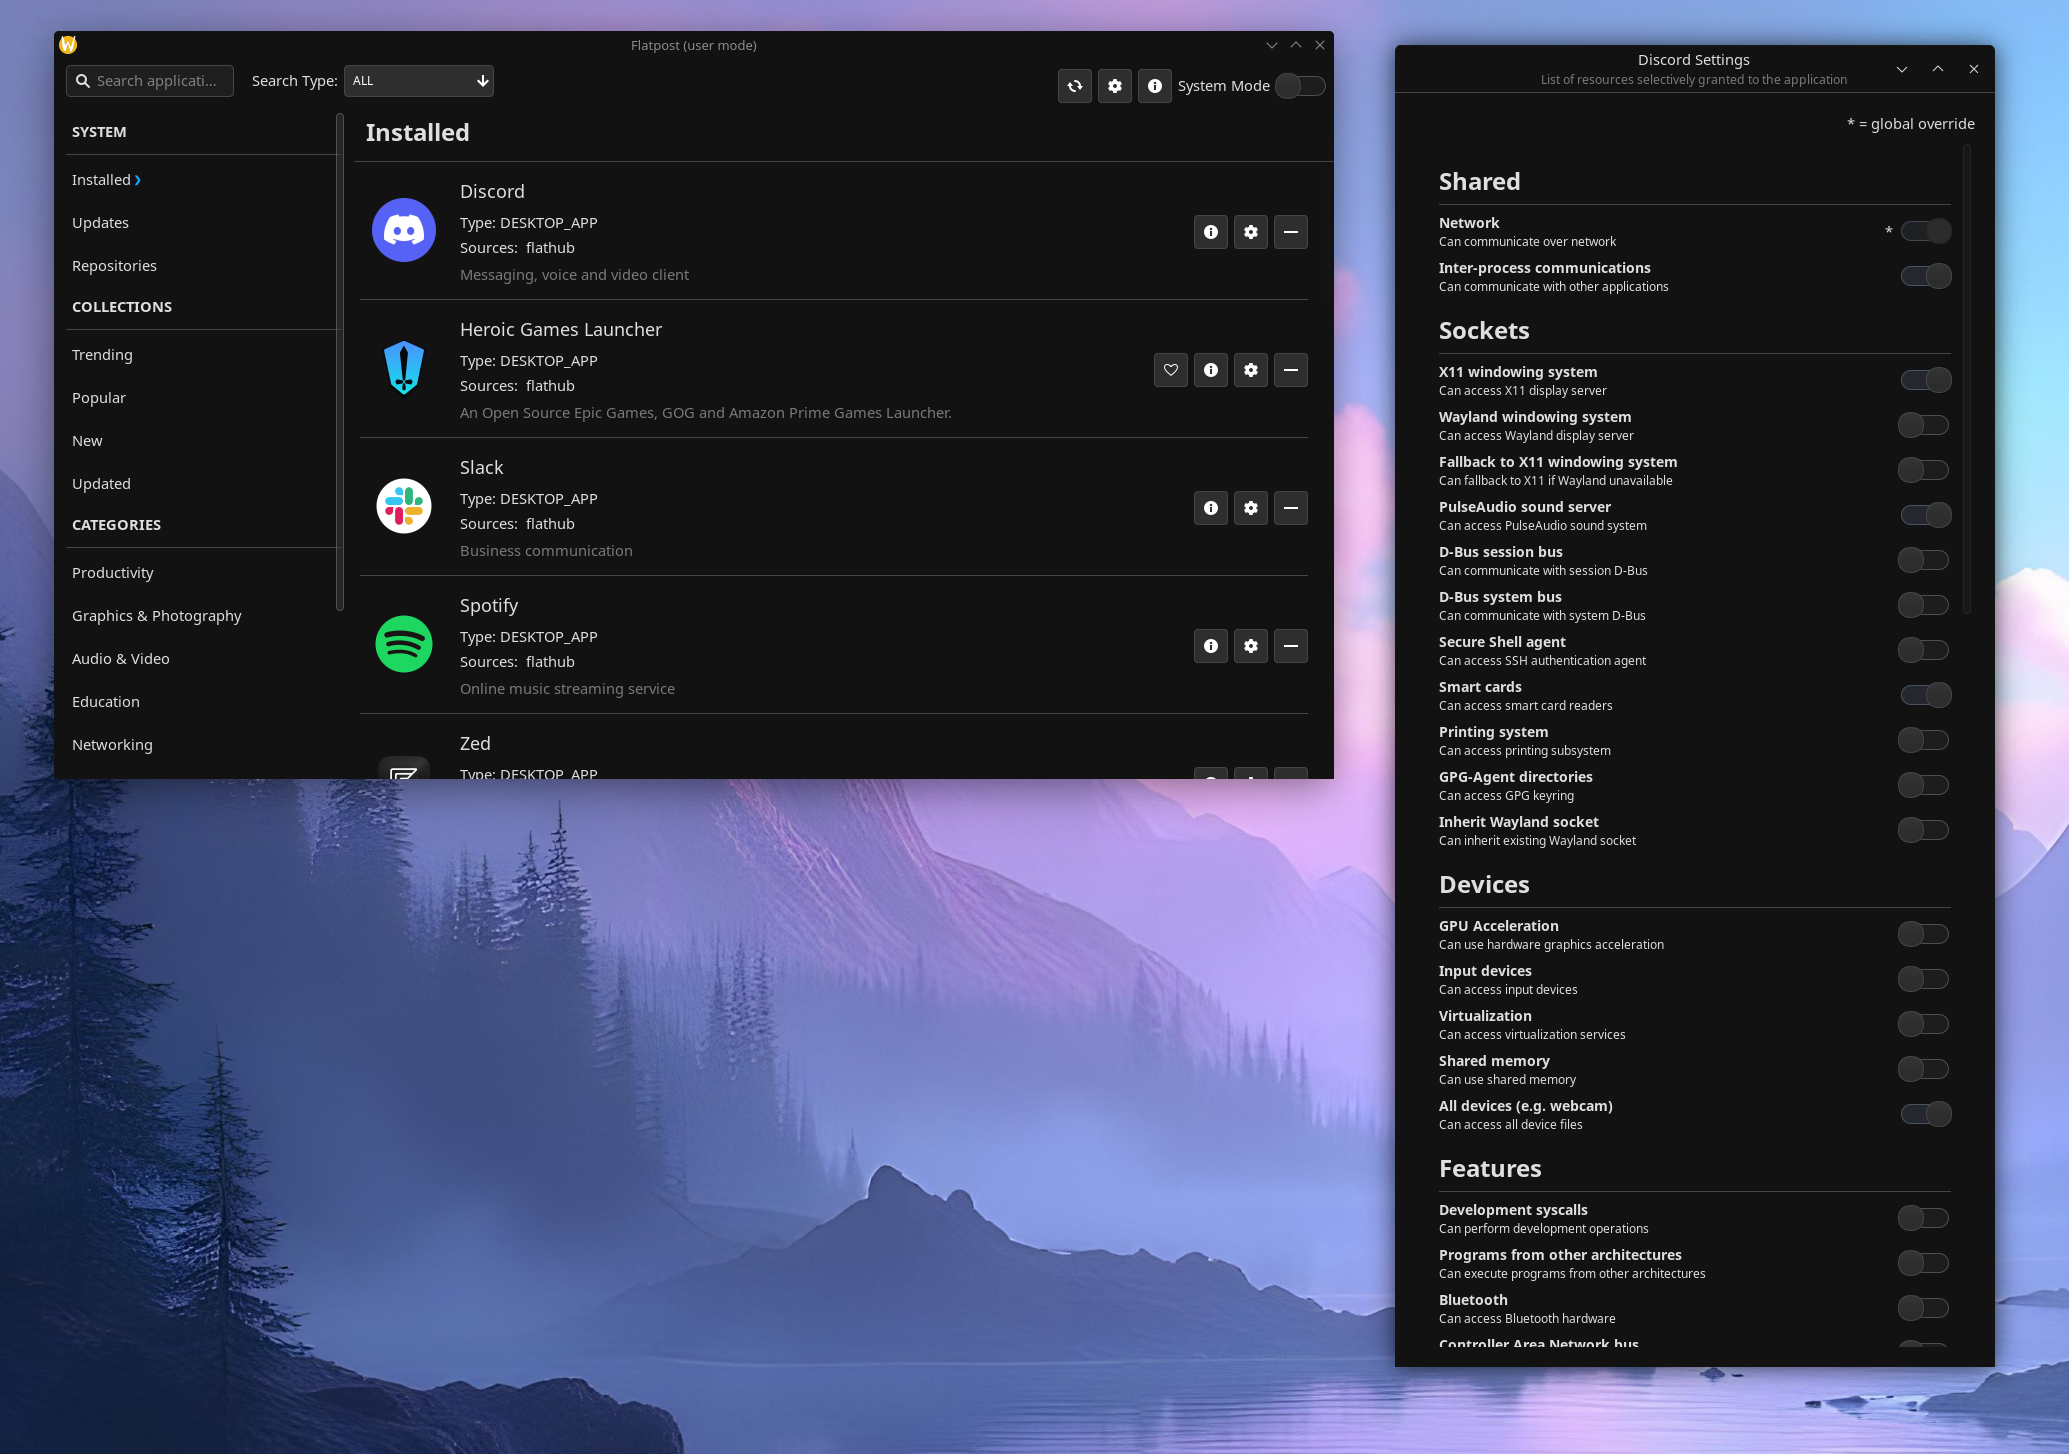 Flatpost (user mode)
Search applicati...
Search Type:
ALL
System Mode
SYSTEM
Installed
Updates
Repositories
COLLECTIONS
Trending
Popular
New
Updated
CATEGORIES
Productivity
Graphics & Photography
Audio & Video
Education
Networking
Installed
Discord
Type: DESKTOP_APP
Sources: flathub
Messaging, voice and video client
Heroic Games Launcher
Type: DESKTOP_APP
Sources: flathub
An Open Source Epic Games, GOG and Amazon Prime Games Launcher.
Slack
Type: DESKTOP_APP
Sources: flathub
Business communication
Spotify
Type: DESKTOP_APP
Sources: flathub
Online music streaming service
Zed
Type: DESKTOP_APP
Discord Settings
List of resources selectively granted to the application
* = global override
Shared
Network
Can communicate over network
*
Inter-process communications
Can communicate with other applications
Sockets
X11 windowing system
Can access X11 display server
Wayland windowing system
Can access Wayland display server
Fallback to X11 windowing system
Can fallback to X11 if Wayland unavailable
PulseAudio sound server
Can access PulseAudio sound system
D-Bus session bus
Can communicate with session D-Bus
D-Bus system bus
Can communicate with system D-Bus
Secure Shell agent
Can access SSH authentication agent
Smart cards
Can access smart card readers
Printing system
Can access printing subsystem
GPG-Agent directories
Can access GPG keyring
Inherit Wayland socket
Can inherit existing Wayland socket
Devices
GPU Acceleration
Can use hardware graphics acceleration
Input devices
Can access input devices
Virtualization
Can access virtualization services
Shared memory
Can use shared memory
All devices (e.g. webcam)
Can access all device files
Features
Development syscalls
Can perform development operations
Programs from other architectures
Can execute programs from other architectures
Bluetooth
Can access Bluetooth hardware
Controller Area Network bus